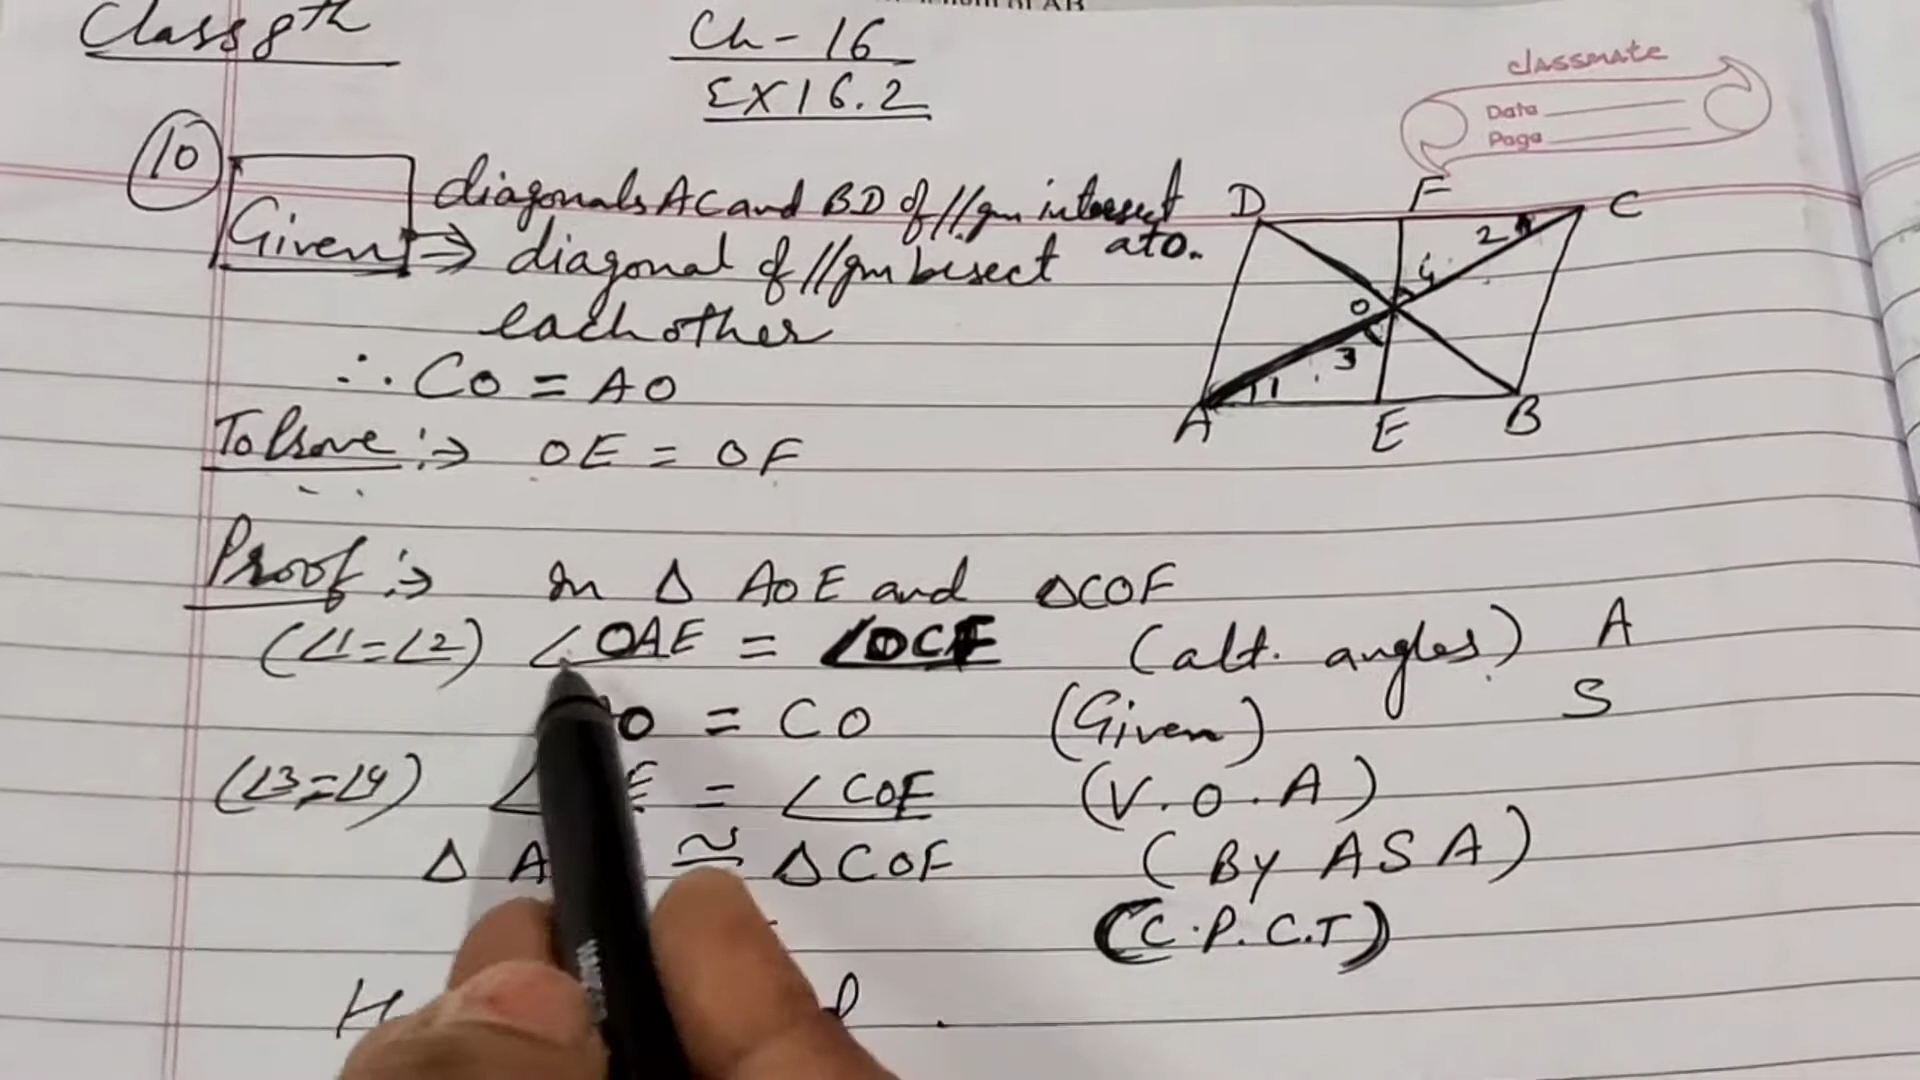 Class 8th
Ch-16
EX 16.2
classmate
Date
Page
10
diagonals AC and BD of //gm intersect at O.
Given ⇒ diagonal of //gm bisect
each other
∴ CO = AO
To Prove :⇒ OE = OF
D F C
2
4
O
3
1
A E B
Proof :⇒ In Δ AOE and ΔCOF
(∠1=∠2) ∠OAE = ∠OCF (alt. angles) A
O = CO (Given) S
(∠3=∠4) ∠ E = ∠COF (V.O.A)
Δ A ≅ ΔCOF (By ASA)
(C.P.C.T)